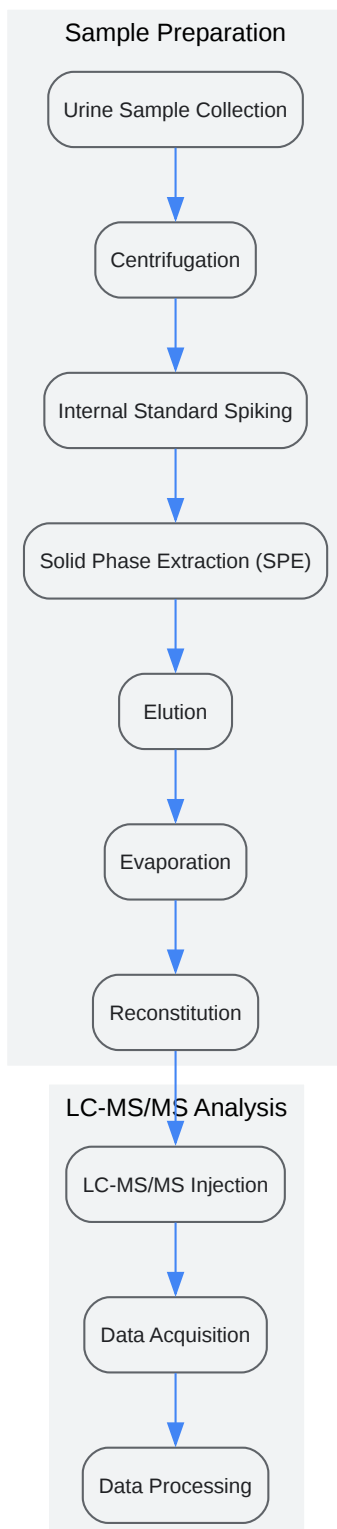 Sample Preparation
Urine Sample Collection
Centrifugation
Internal Standard Spiking
Solid Phase Extraction (SPE)
Elution
Evaporation
Reconstitution
LC-MS/MS Analysis
LC-MS/MS Injection
Data Acquisition
Data Processing